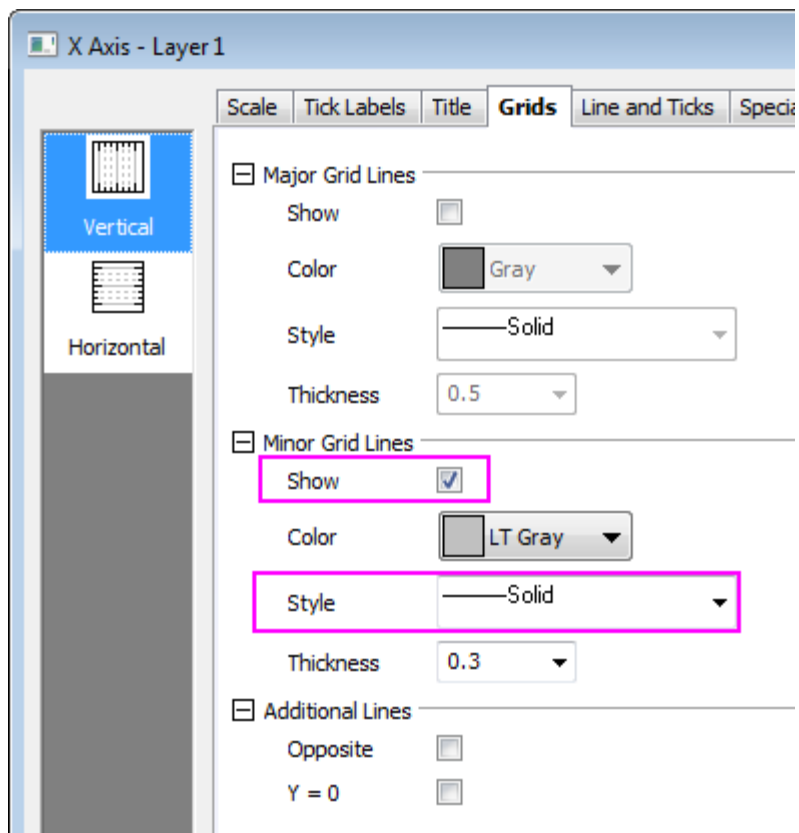 X Axis - Layer 1
Scale Tick Labels Title Grids Line and Ticks Specia
Vertical
Horizontal
Major Grid Lines
Show
Color Gray
Style Solid
Thickness 0.5
Minor Grid Lines
Show
Color LT Gray
Style Solid
Thickness 0.3
Additional Lines
Opposite
Y = 0